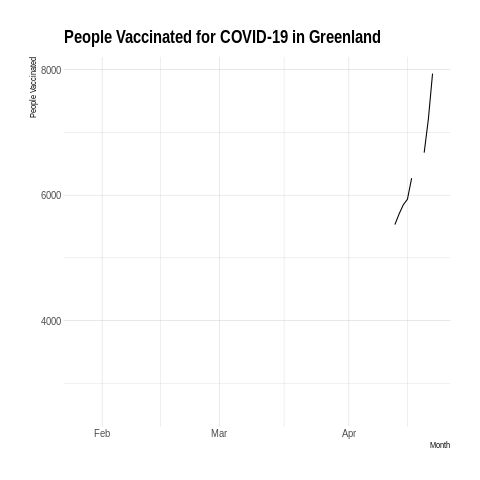 People Vaccinated for COVID-19 in Greenland
People Vaccinated
8000
6000
4000
Feb Mar Apr
Month